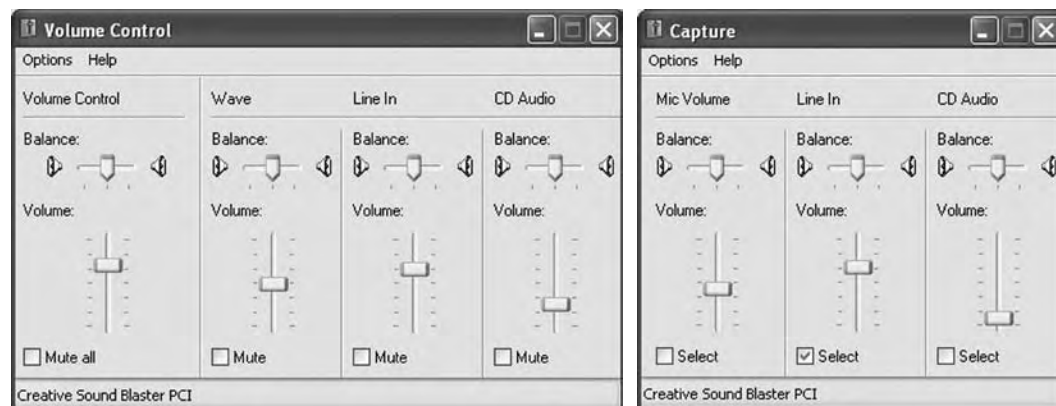 Volume Control
Options Help
Volume Control Wave Line In CD Audio
Balance: Balance: Balance: Balance:
Volume: Volume: Volume: Volume:
Mute all Mute Mute Mute
Creative Sound Blaster PCI
Capture
Options Help
Mic Volume Line In CD Audio
Balance: Balance: Balance:
Volume: Volume: Volume:
Select Select Select
Creative Sound Blaster PCI